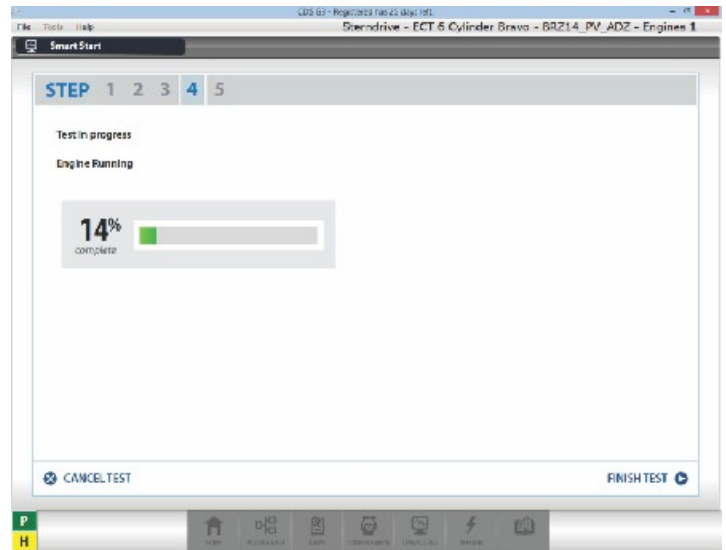 CDS G3 - Registered has 25 days left.
File Tools Help
Sterndrive - ECT 6 Cylinder Bravo - BRZ14_PV_ADZ - Engines 1
Smart Start
STEP 1 2 3 4 5
Test in progress
Engine Running
14%
complete
CANCEL TEST
FINISH TEST
P
H